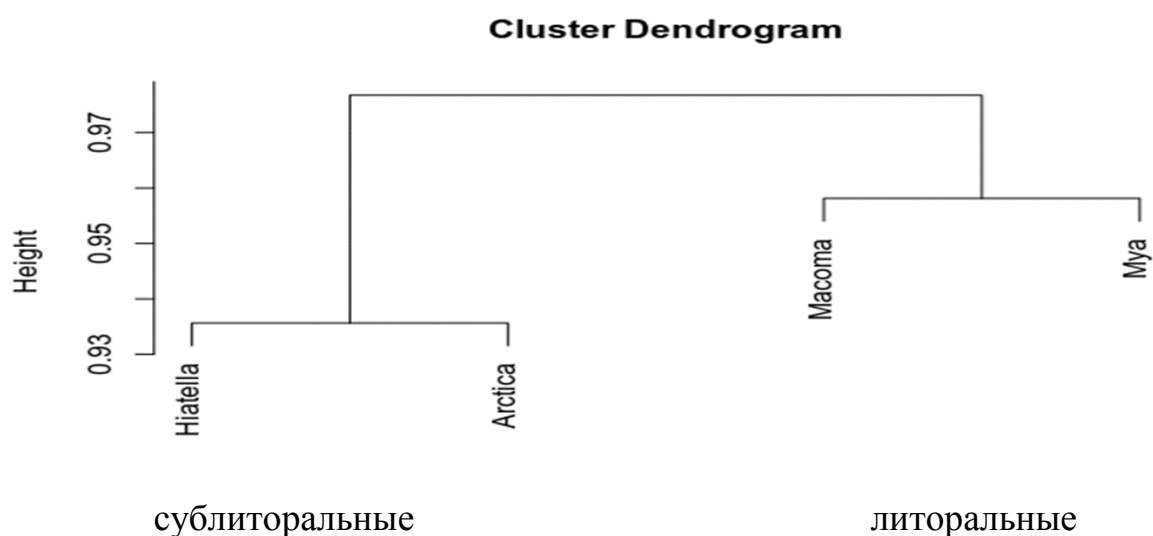 Cluster Dendrogram
Height
0.97
0.95
0.93
Hiatella
Arctica
Macoma
Mya
сублиторальные
литоральные